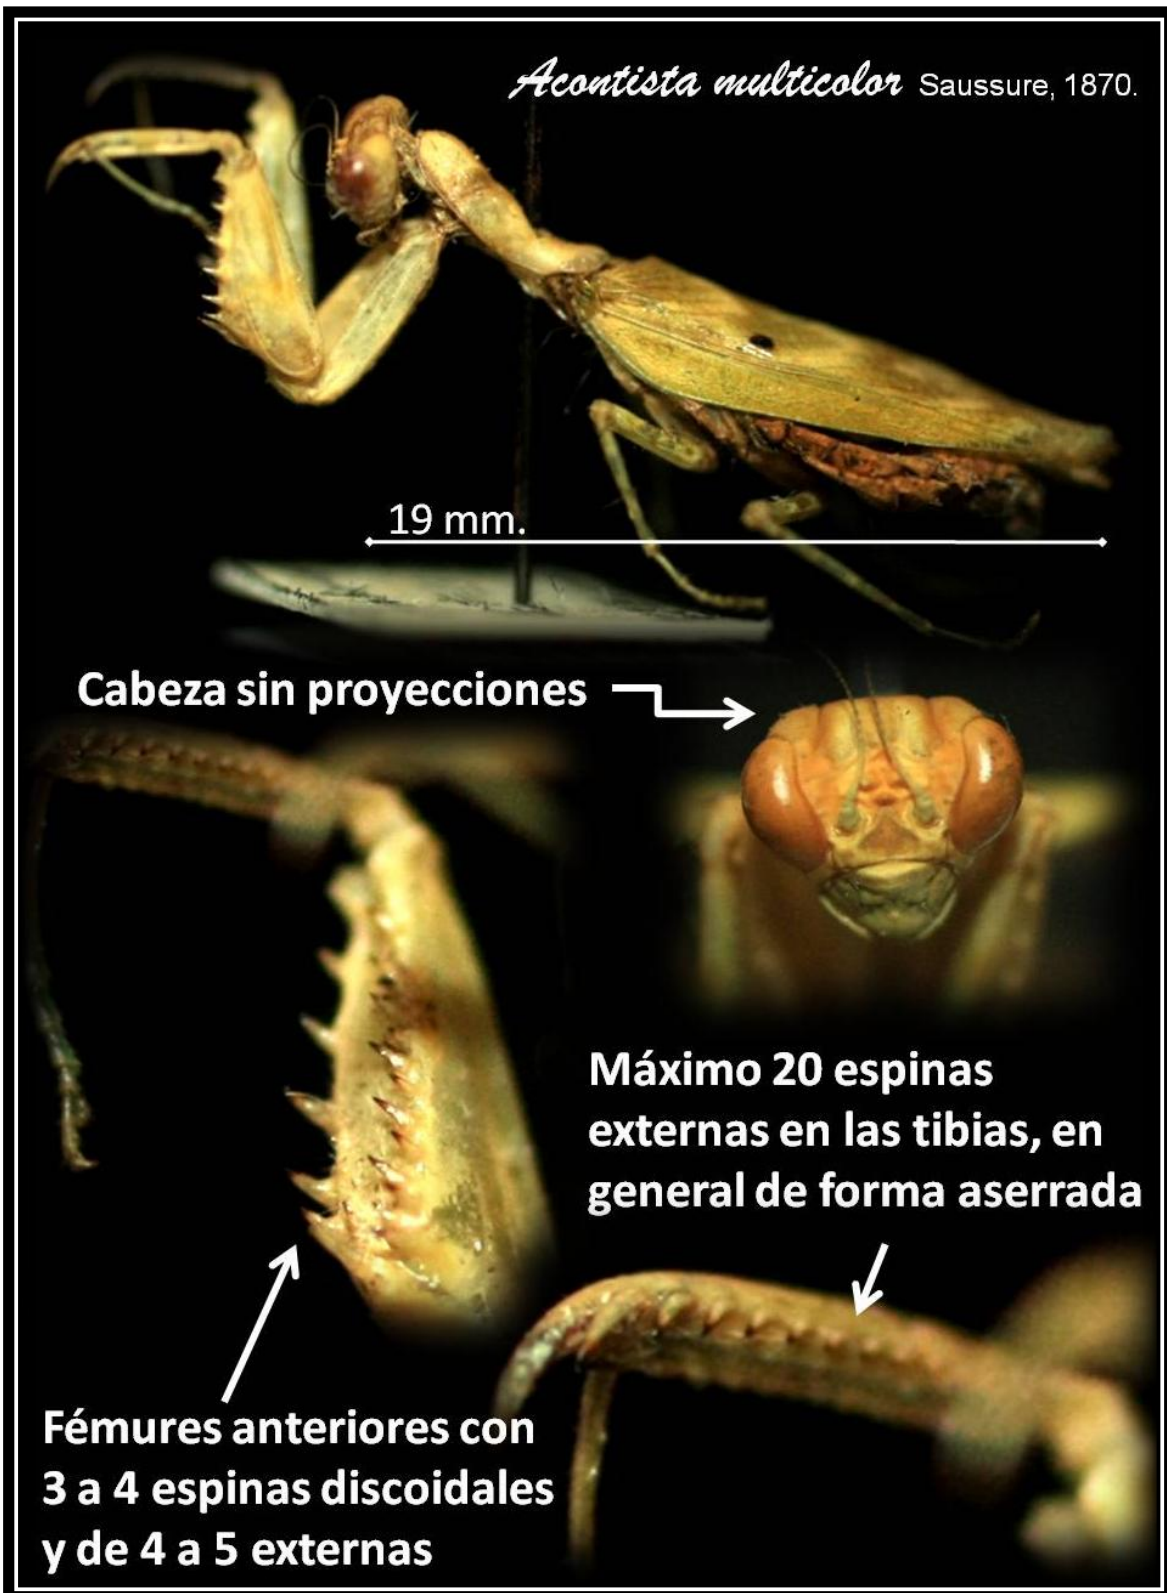 Acontista multicolor Saussure, 1870.
19 mm.
Cabeza sin proyecciones
Máximo 20 espinas
externas en las tibias, en
general de forma aserrada
Fémures anteriores con
3 a 4 espinas discoidales
y de 4 a 5 externas